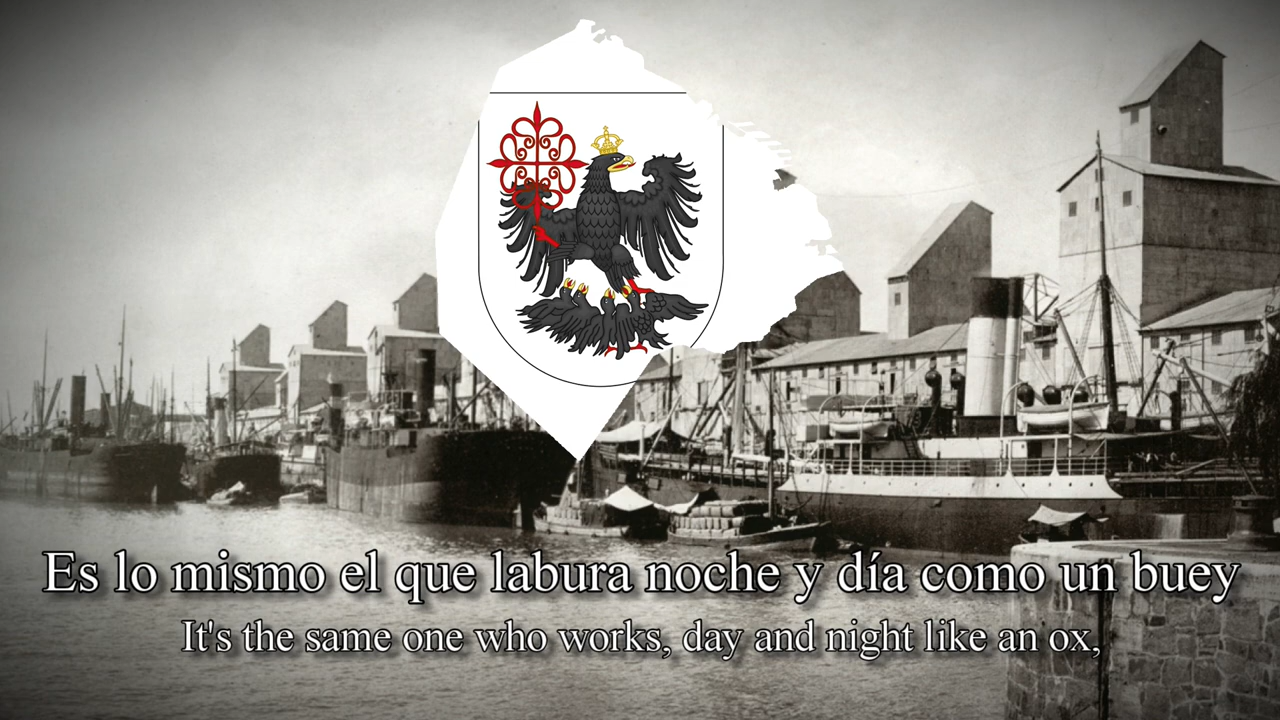 Es lo mismo el que labura noche y día como un buey
It's the same one who works, day and night like an ox,